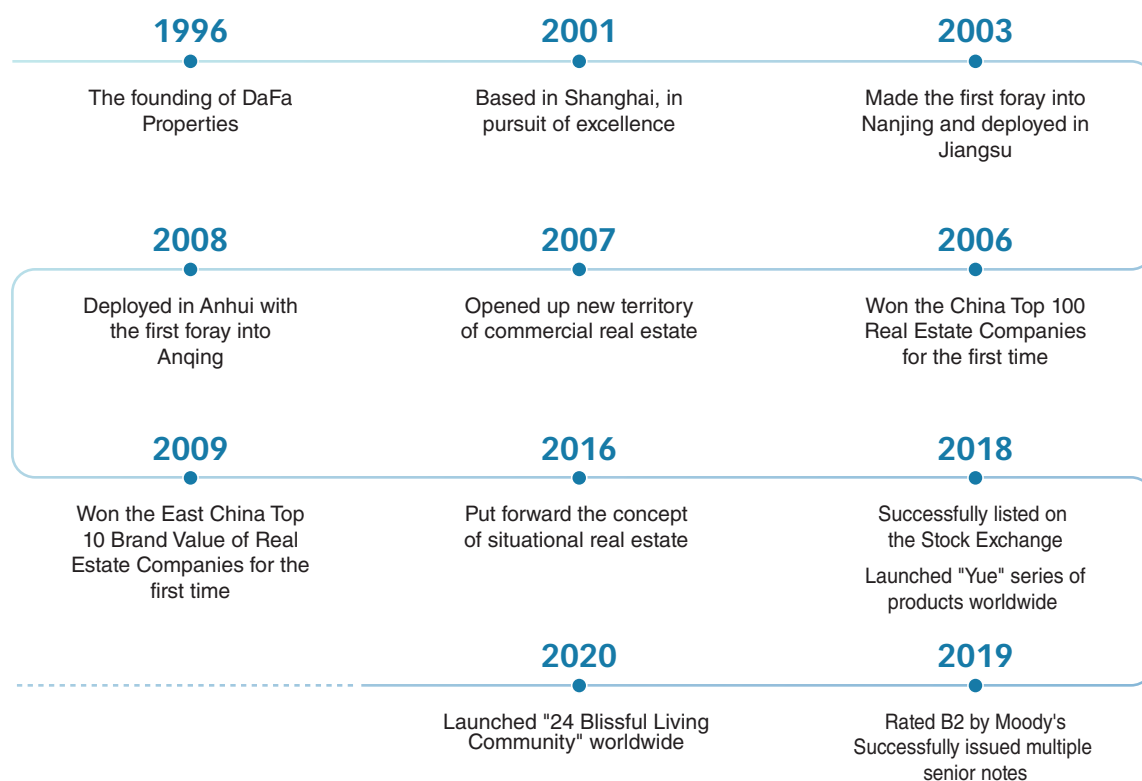 1996
The founding of DaFa
Properties
2001
Based in Shanghai, in
pursuit of excellence
2003
Made the first foray into
Nanjing and deployed in
Jiangsu
2006
Won the China Top 100
Real Estate Companies
for the first time
2007
Opened up new territory
of commercial real estate
2008
Deployed in Anhui with
the first foray into
Anqing
2009
Won the East China Top
10 Brand Value of Real
Estate Companies for the
first time
2016
Put forward the concept
of situational real estate
2018
Successfully listed on
the Stock Exchange
Launched "Yue" series of
products worldwide
2019
Rated B2 by Moody's
Successfully issued multiple
senior notes
2020
Launched "24 Blissful Living
Community" worldwide